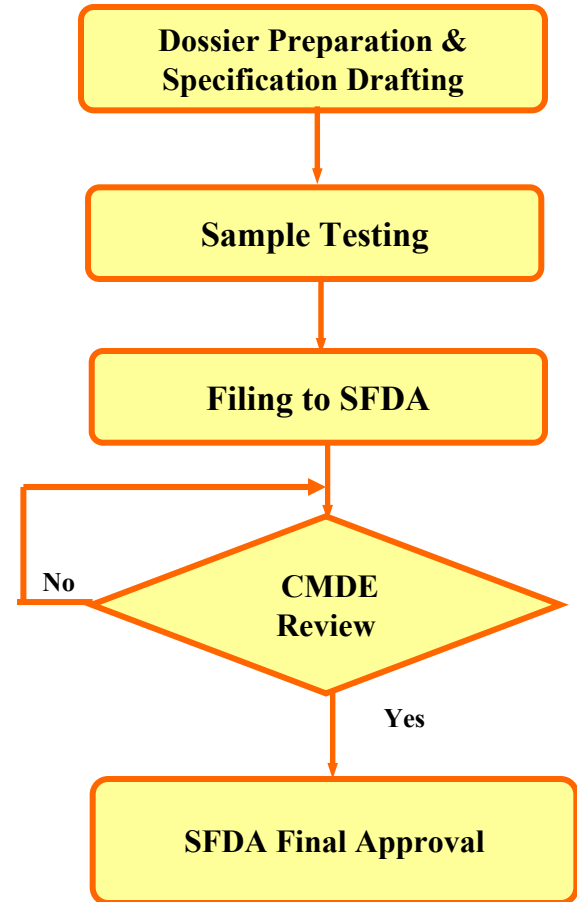 Dossier Preparation &
Specification Drafting
Sample Testing
Filing to SFDA
No
CMDE
Review
Yes
SFDA Final Approval